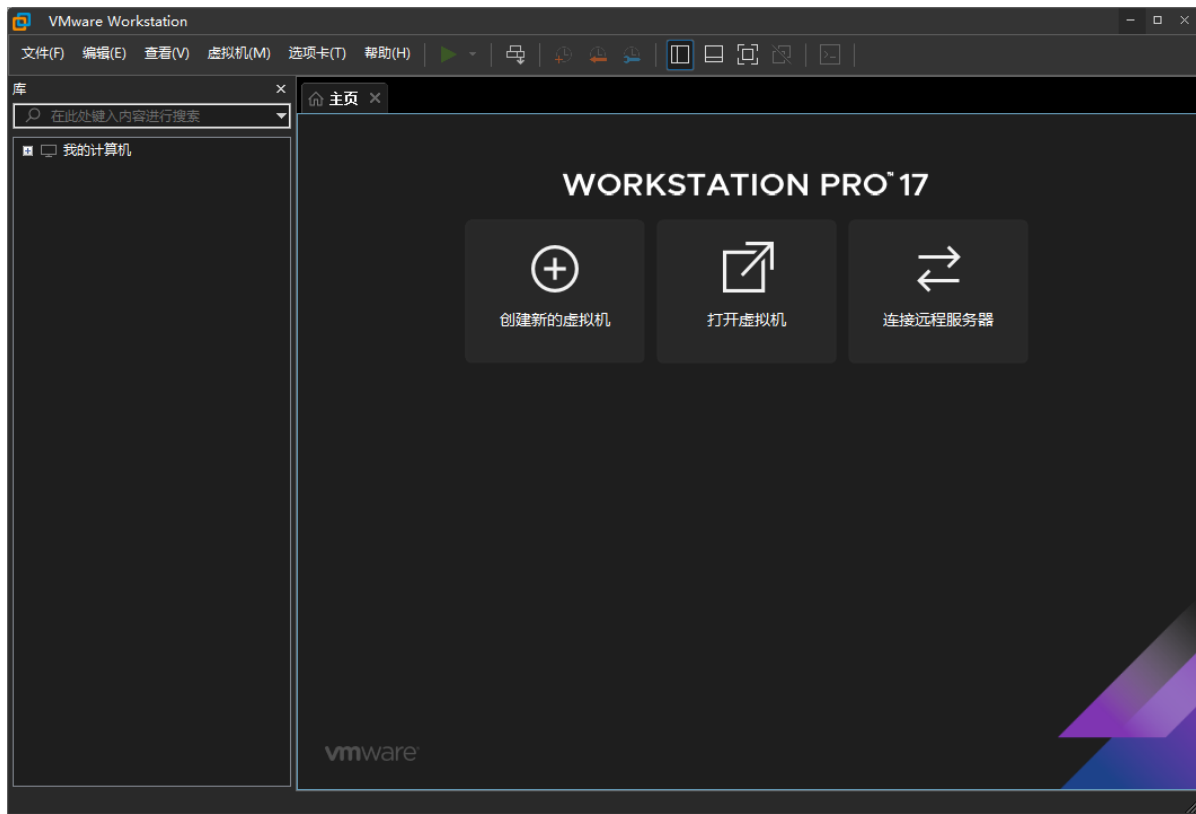 VMware Workstation
文件(F) 编辑(E) 查看(V) 虚拟机(M) 选项卡(T) 帮助(H)
库
主页
在此处键入内容进行搜索
我的计算机
WORKSTATION PRO™ 17
创建新的虚拟机 打开虚拟机 连接远程服务器
vmware